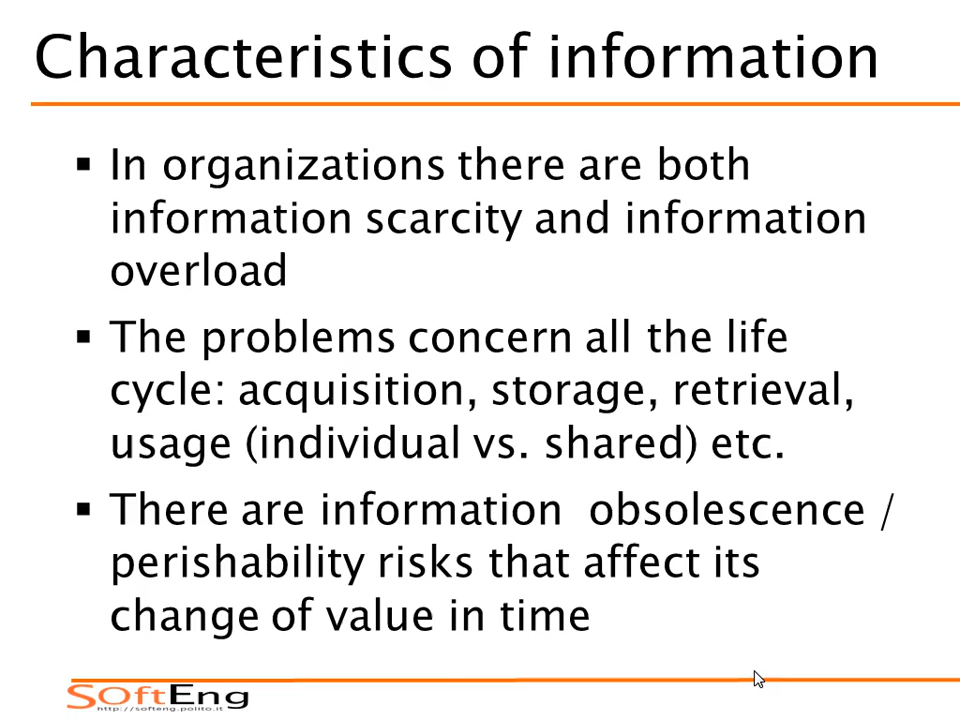 Characteristics of information
▪ In organizations there are both
information scarcity and information
overload
▪ The problems concern all the life
cycle: acquisition, storage, retrieval,
usage (individual vs. shared) etc.
▪ There are information  obsolescence /
perishability risks that affect its
change of value in time
SOftEng
http://softeng.polito.it